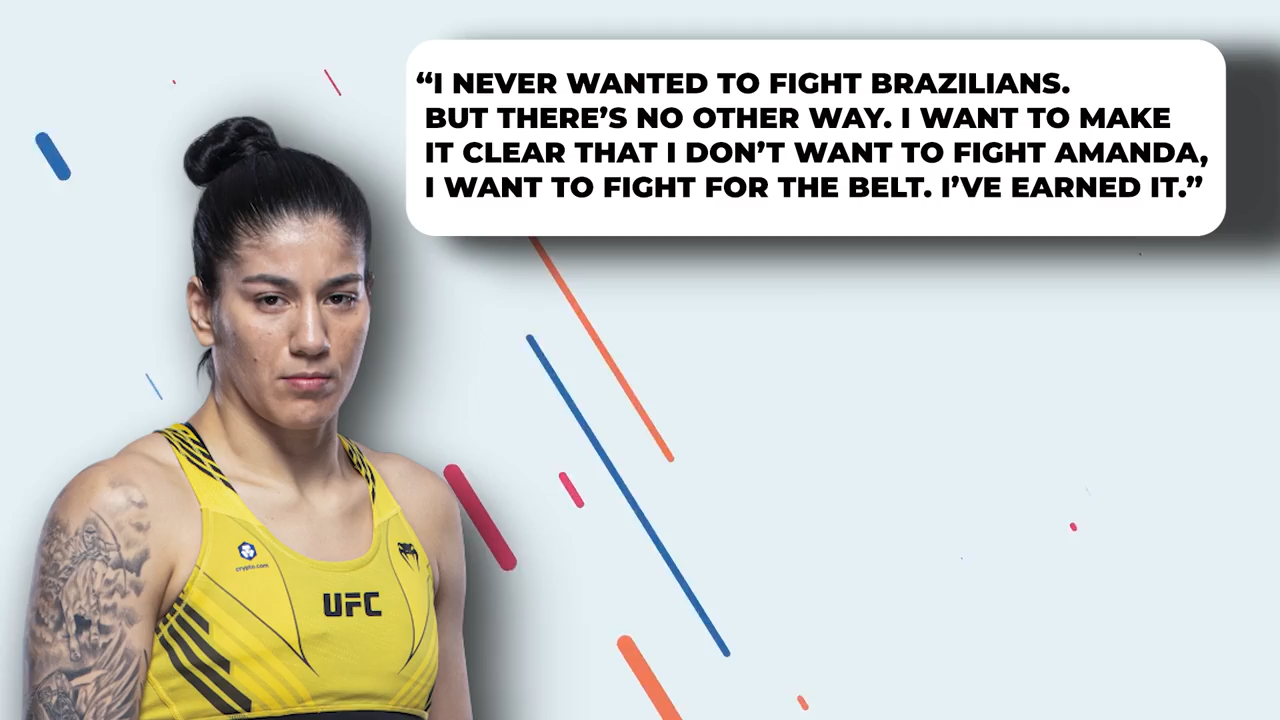 “I NEVER WANTED TO FIGHT BRAZILIANS.
BUT THERE’S NO OTHER WAY. I WANT TO MAKE
IT CLEAR THAT I DON’T WANT TO FIGHT AMANDA,
I WANT TO FIGHT FOR THE BELT. I’VE EARNED IT.”
crypto.com
UFC